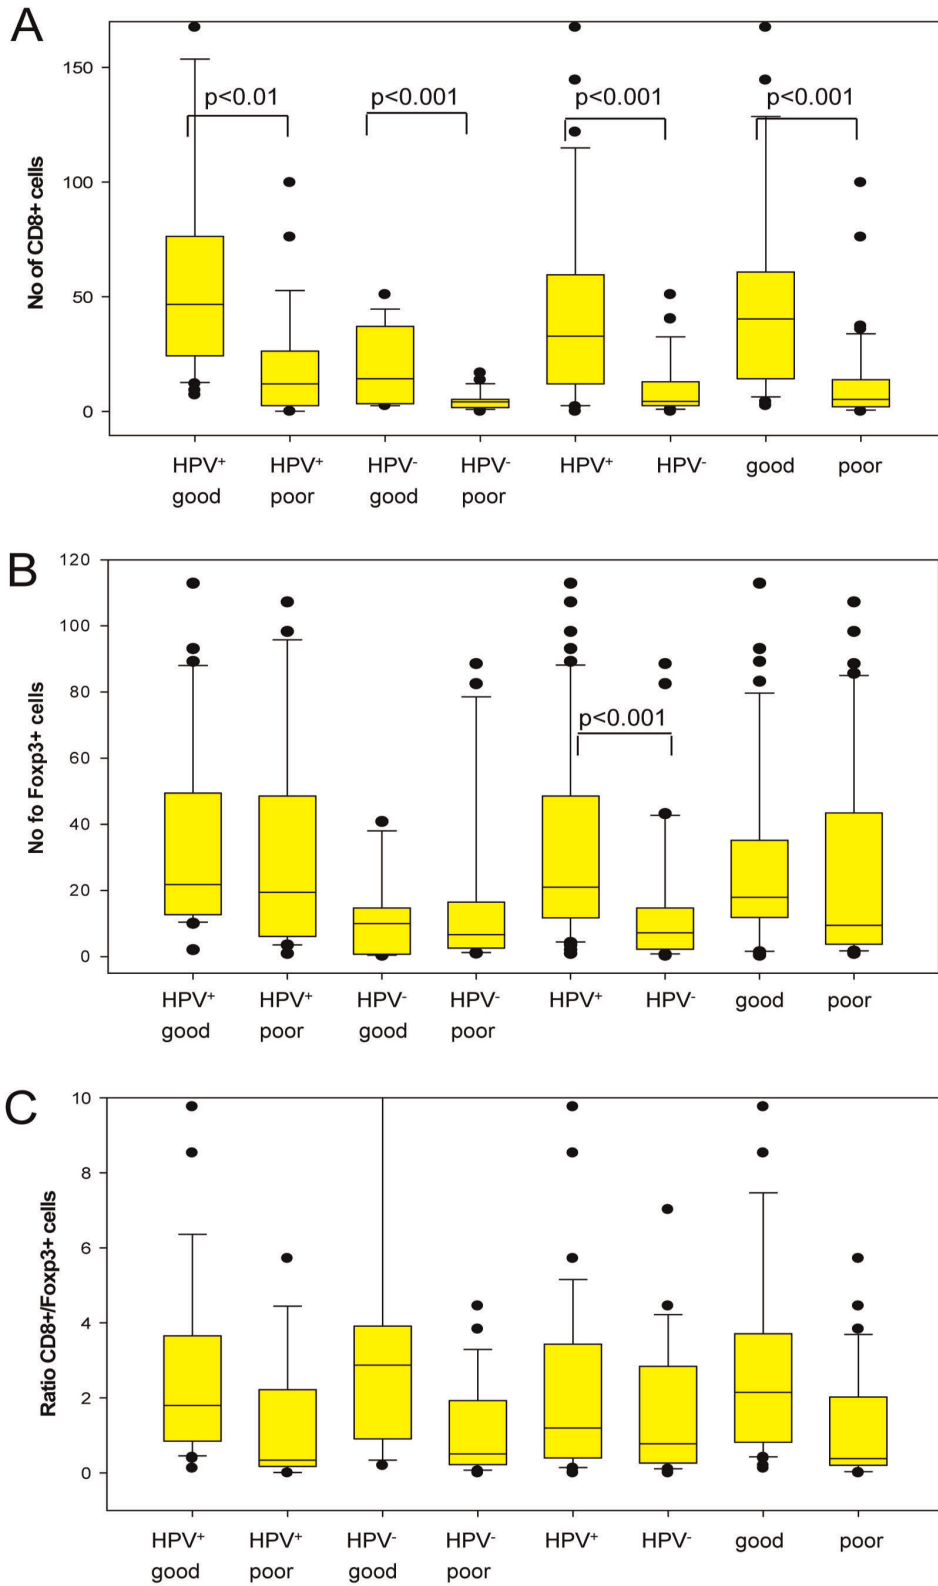 A
No of CD8+ cells
150
100
50
0
p<0.01
p<0.001
p<0.001
p<0.001
HPV+ HPV+ HPV- HPV- HPV+ HPV- good poor
good poor good poor
B
No fo Foxp3+ cells
120
100
80
60
40
20
0
p<0.001
HPV+ HPV+ HPV- HPV- HPV+ HPV- good poor
good poor good poor
C
Ratio CD8+/Foxp3+ cells
10
8
6
4
2
0
HPV+ HPV+ HPV- HPV- HPV+ HPV- good poor
good poor good poor